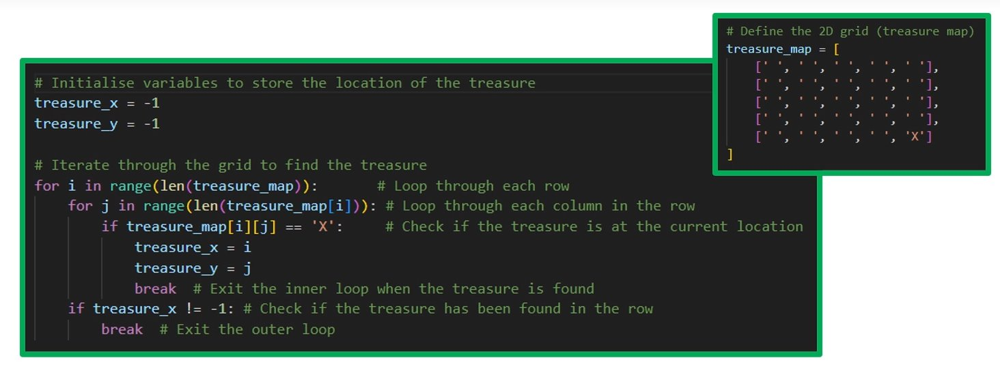 # Define the 2D grid (treasure map)
treasure_map = [
    [' ', ' ', ' ', ' ', ' '],
    [' ', ' ', ' ', ' ', ' '],
    [' ', ' ', ' ', ' ', ' '],
    [' ', ' ', ' ', ' ', ' '],
    [' ', ' ', ' ', ' ', 'X']
]
# Initialise variables to store the location of the treasure
treasure_x = -1
treasure_y = -1
# Iterate through the grid to find the treasure
for i in range(len(treasure_map)):       # Loop through each row
    for j in range(len(treasure_map[i])): # Loop through each column in the row
        if treasure_map[i][j] == 'X':     # Check if the treasure is at the current location
            treasure_x = i
            treasure_y = j
            break  # Exit the inner loop when the treasure is found
    if treasure_x != -1: # Check if the treasure has been found in the row
        break  # Exit the outer loop